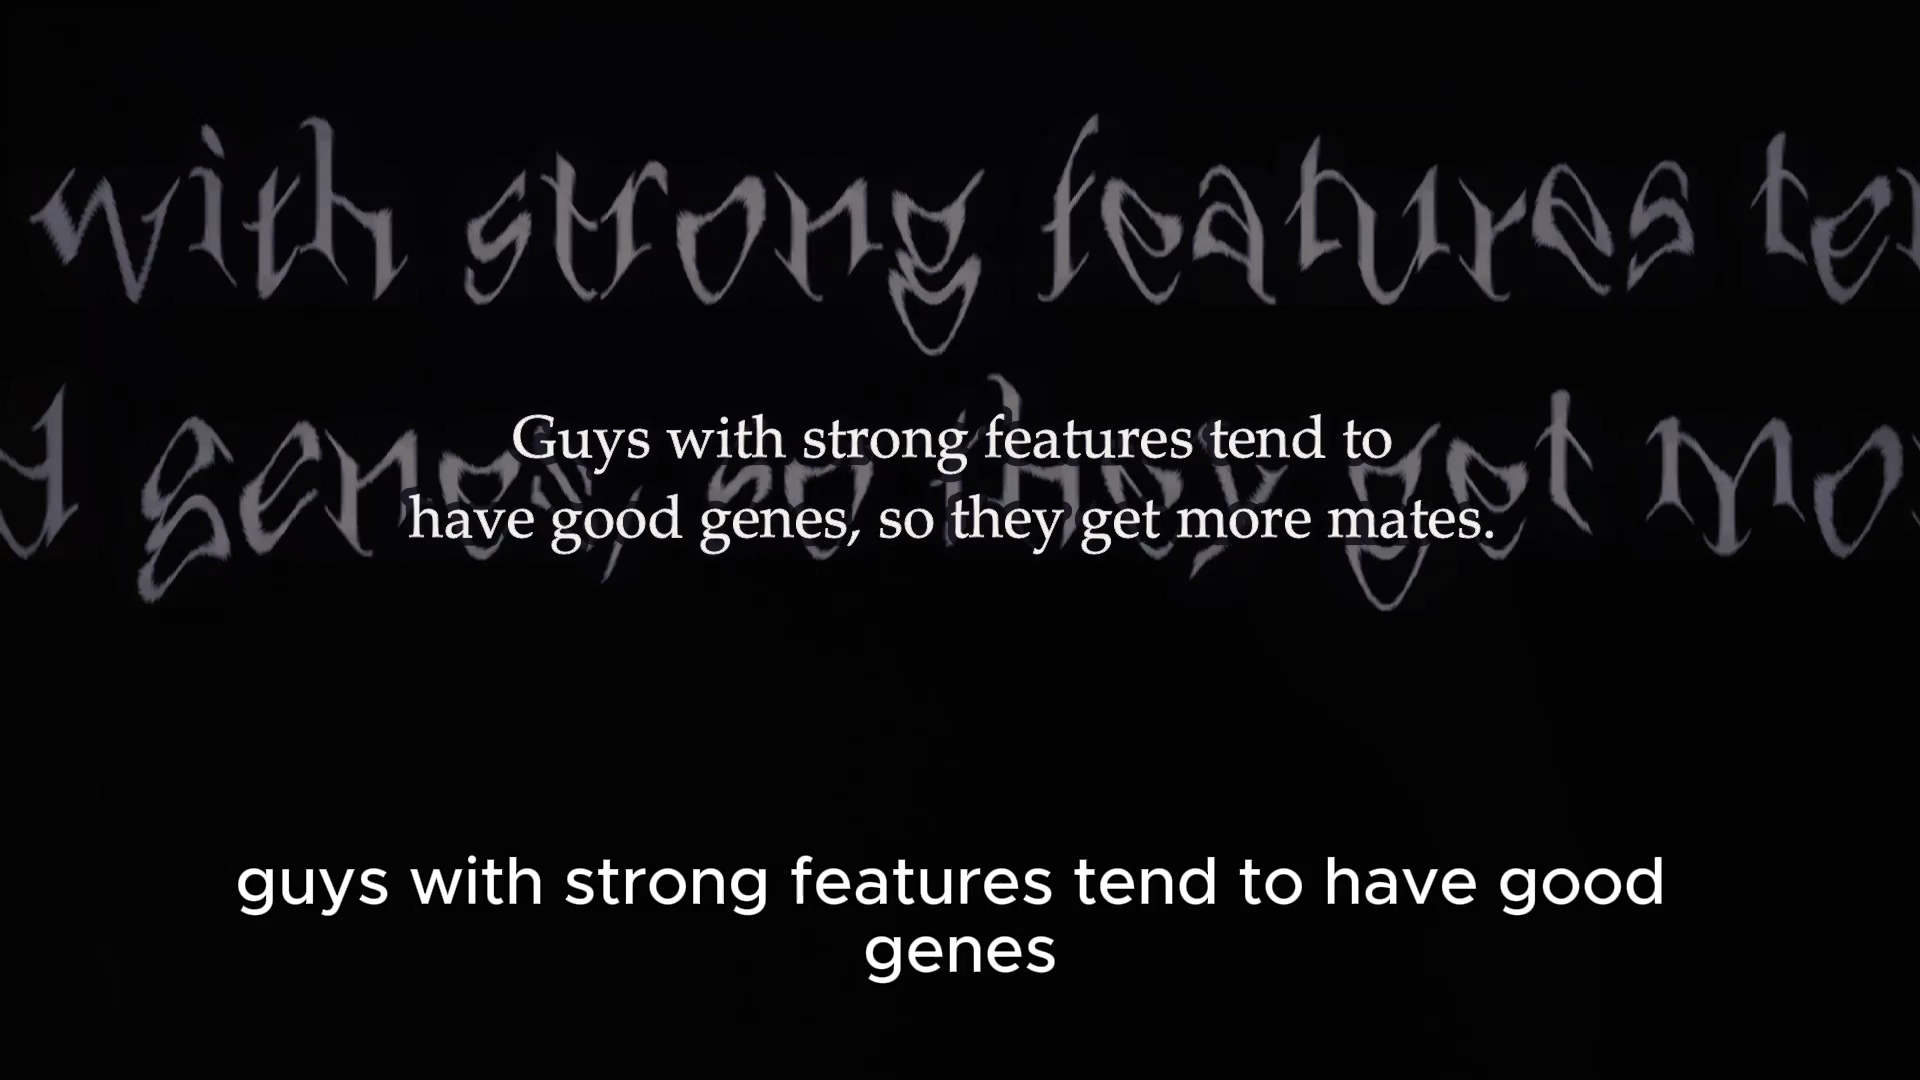 with strong features te
Guys with strong features tend to
d genes, so they get mo
have good genes, so they get more mates.
guys with strong features tend to have good
genes